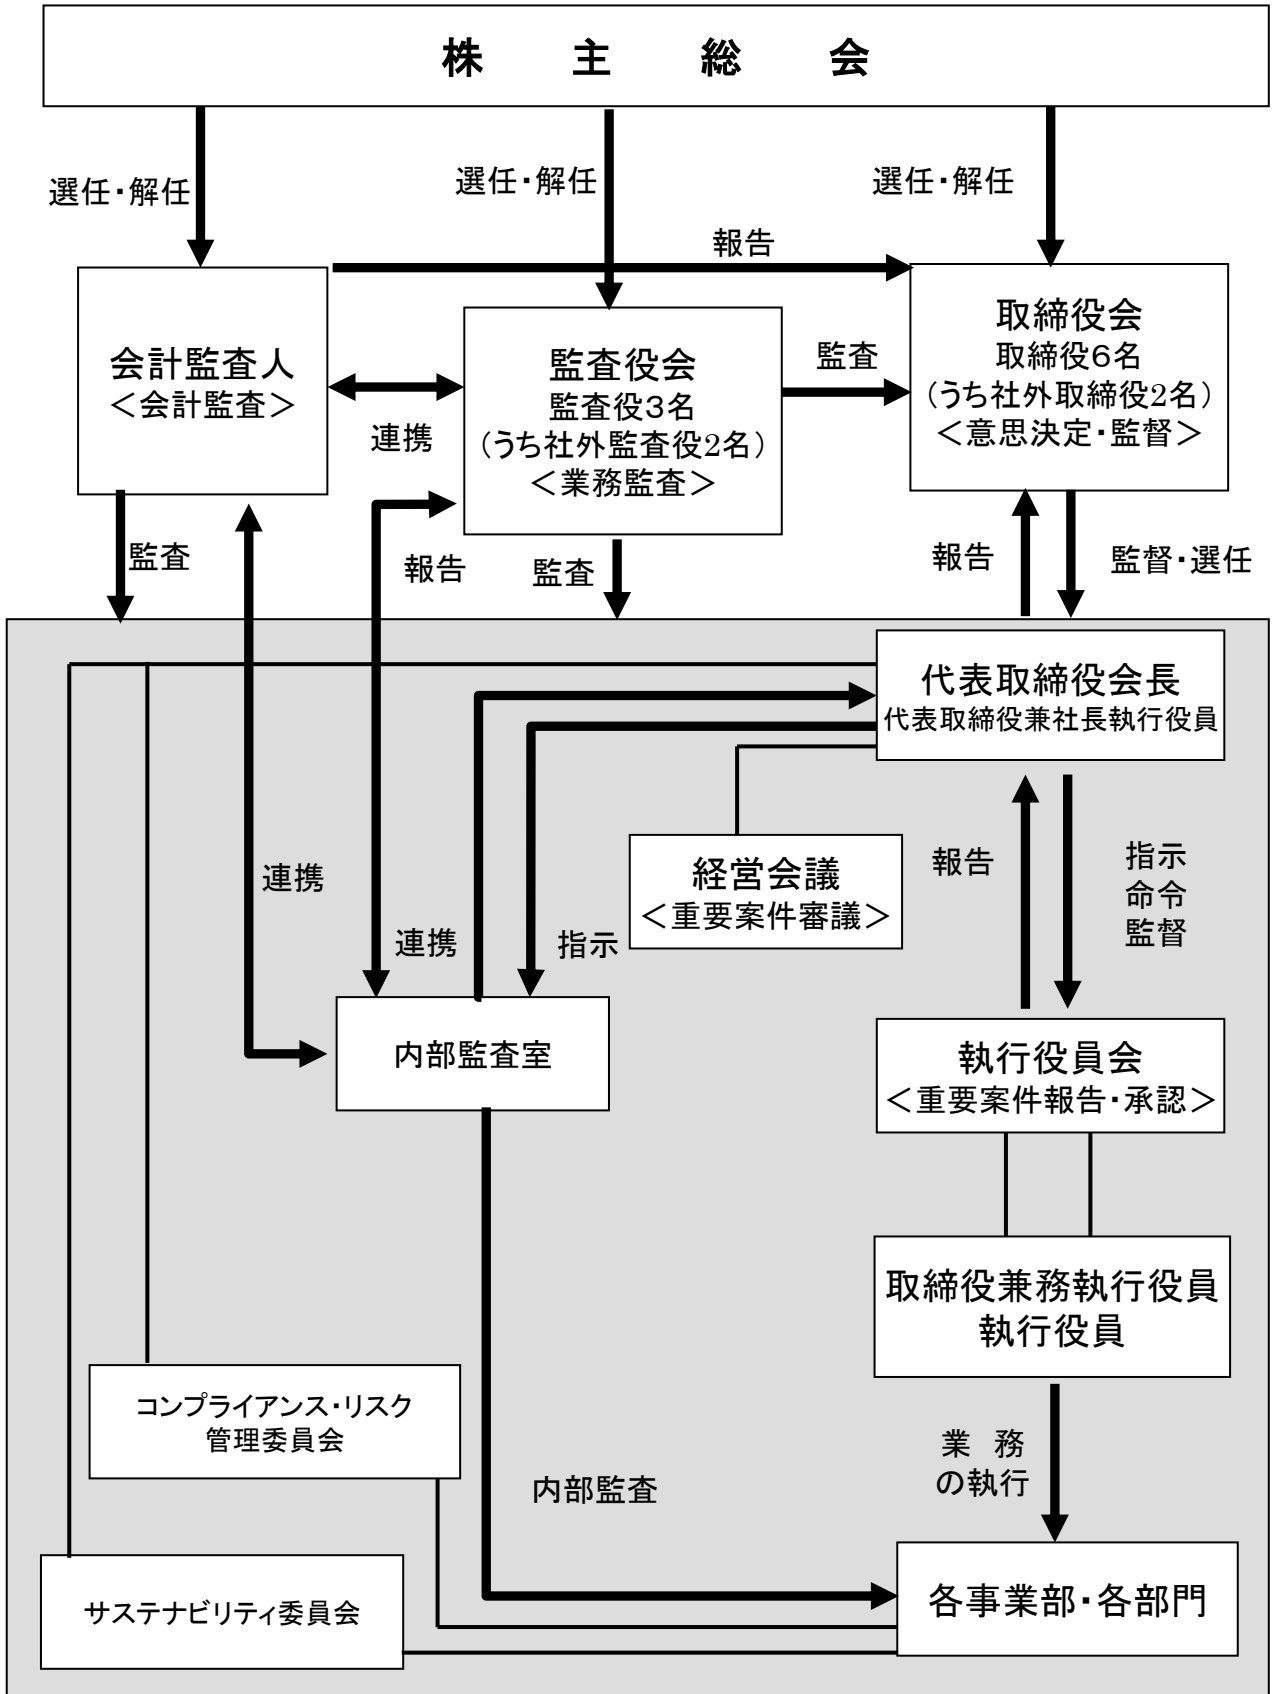 株主総会
選任・解任
選任・解任
選任・解任
報告
会計監査人
＜会計監査＞
連携
監査役会
監査役3名
（うち社外監査役2名）
＜業務監査＞
監査
取締役会
取締役6名
（うち社外取締役2名）
＜意思決定・監督＞
監査
報告
監査
報告
監督・選任
代表取締役会長
代表取締役兼社長執行役員
経営会議
＜重要案件審議＞
報告
指示
命令
監督
連携
連携
指示
内部監査室
執行役員会
＜重要案件報告・承認＞
取締役兼務執行役員
執行役員
コンプライアンス・リスク
管理委員会
内部監査
業　務
の執行
サステナビリティ委員会
各事業部・各部門